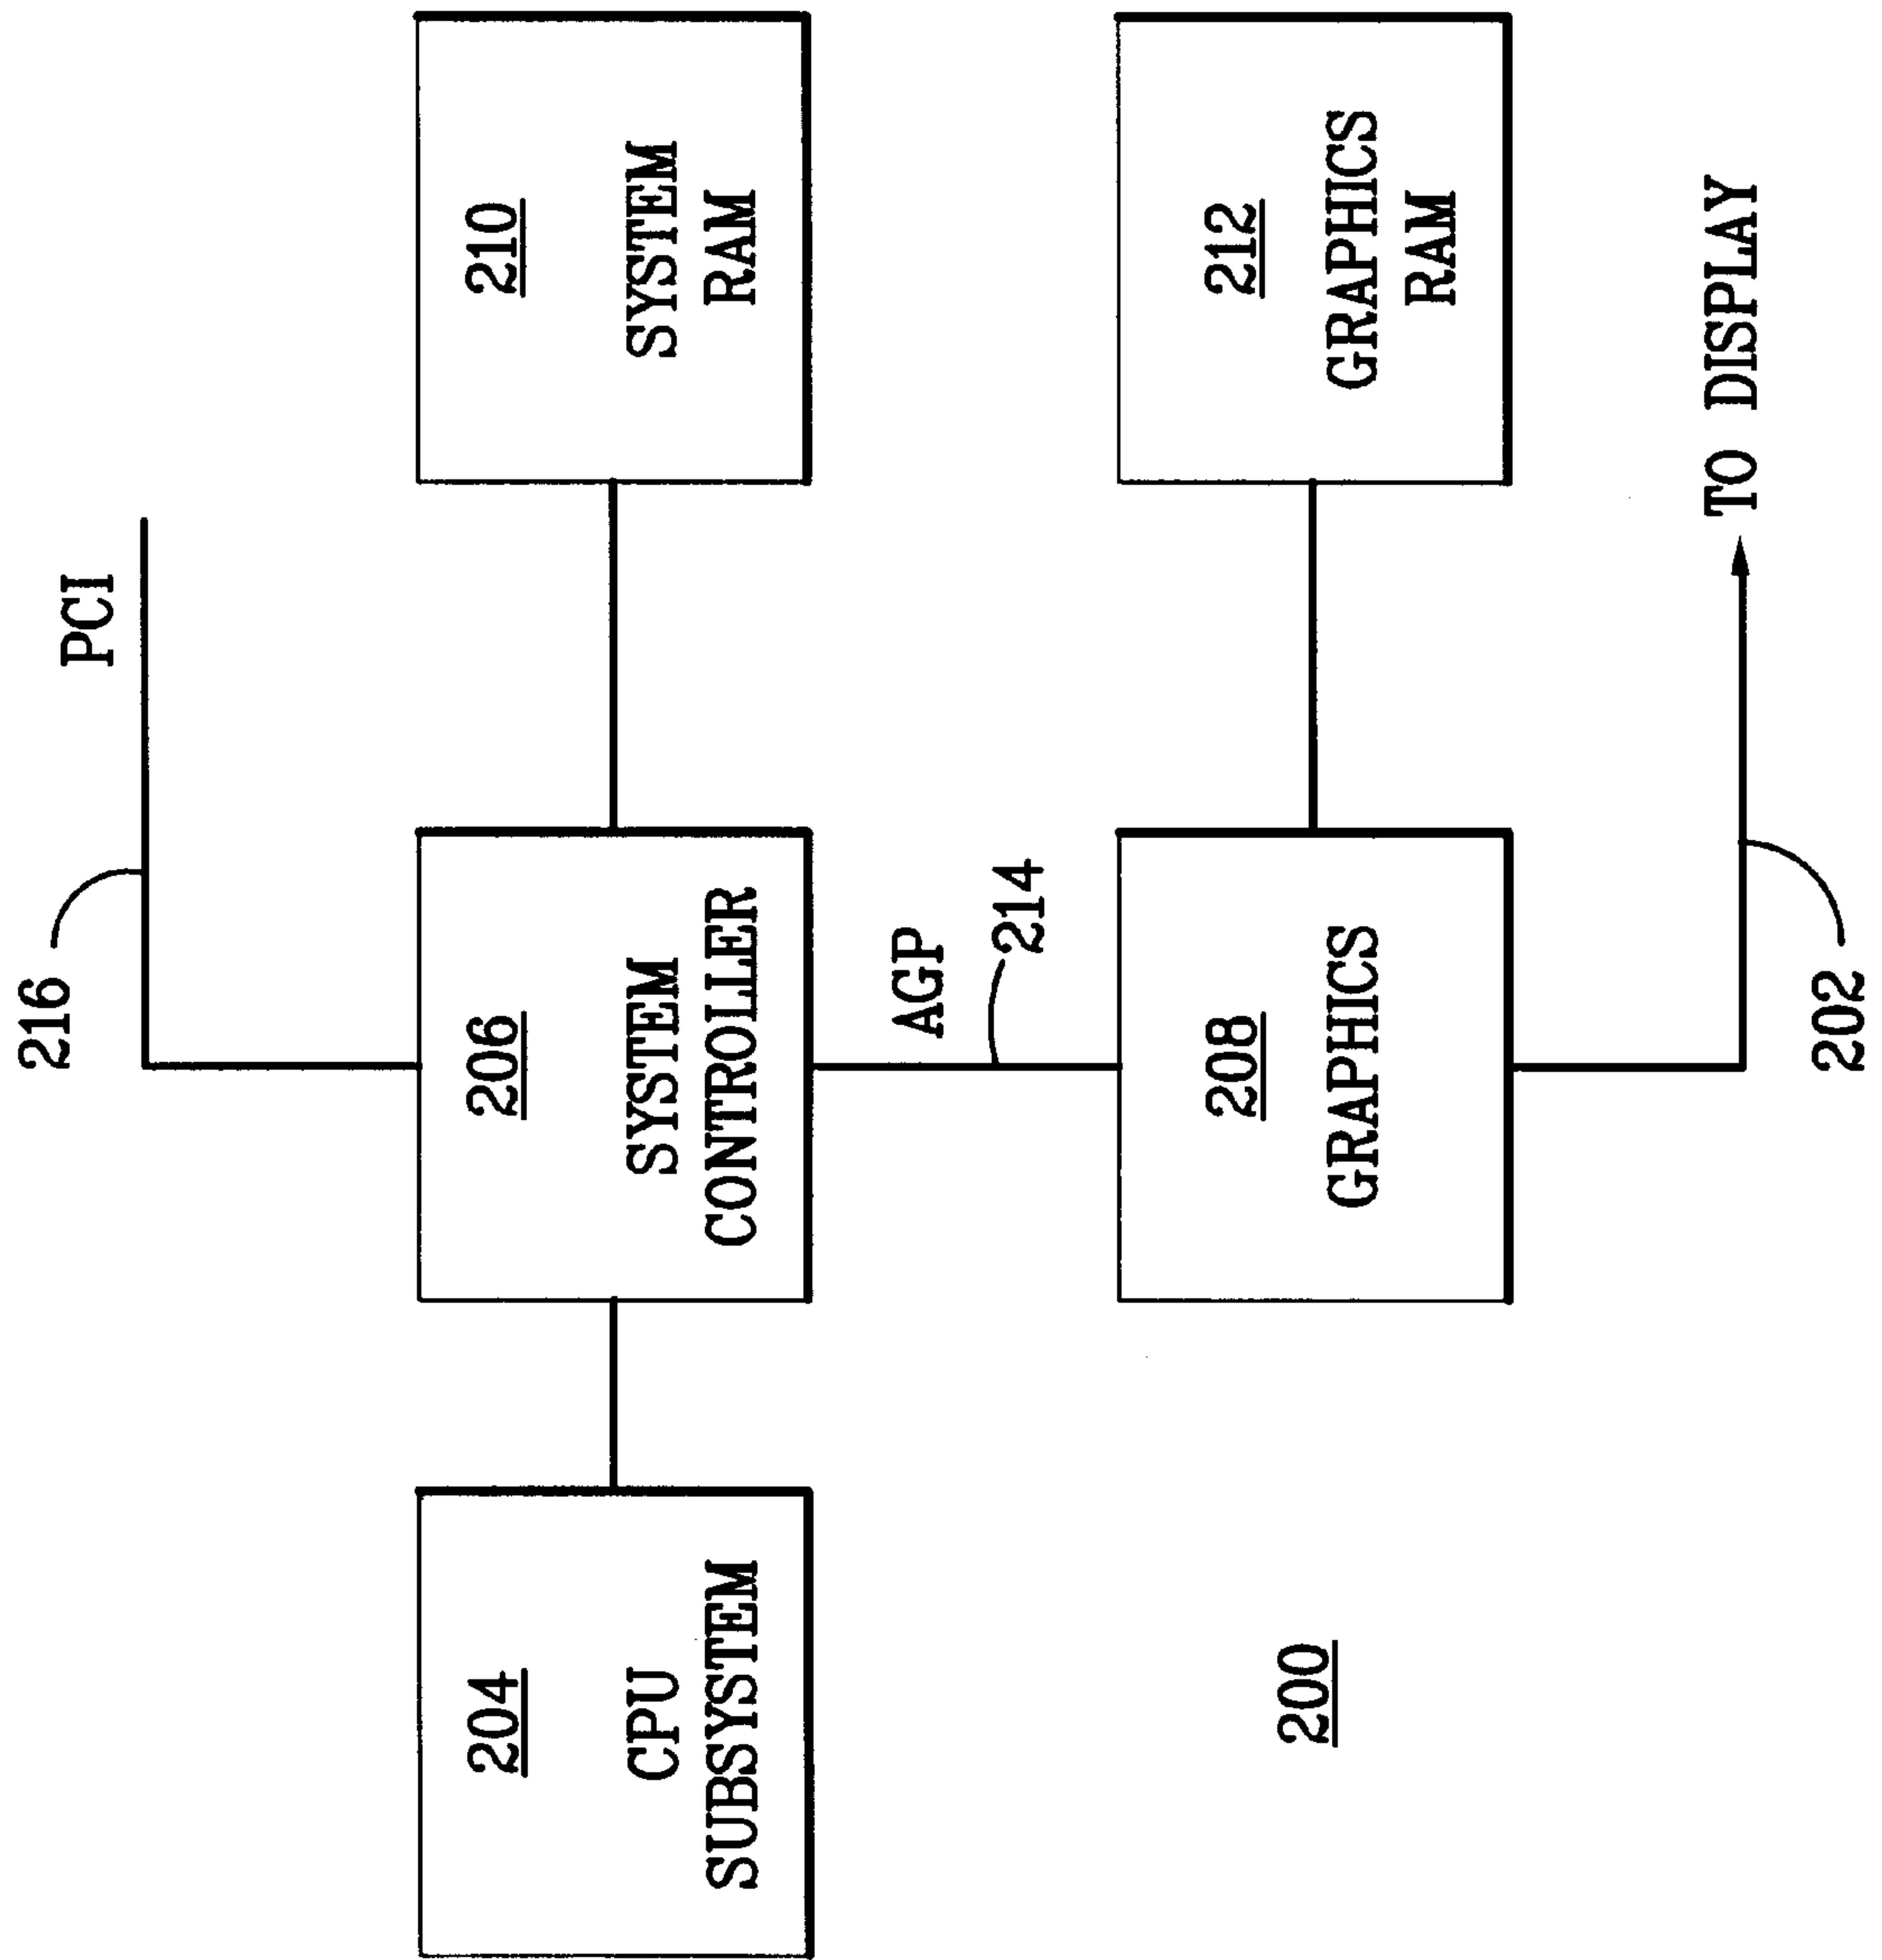 216
PCI
204
CPU
SUBSYSTEM
206
SYSTEM
CONTROLLER
210
SYSTEM
RAM
AGP
214
208
GRAPHICS
212
GRAPHICS
RAM
200
TO DISPLAY
202